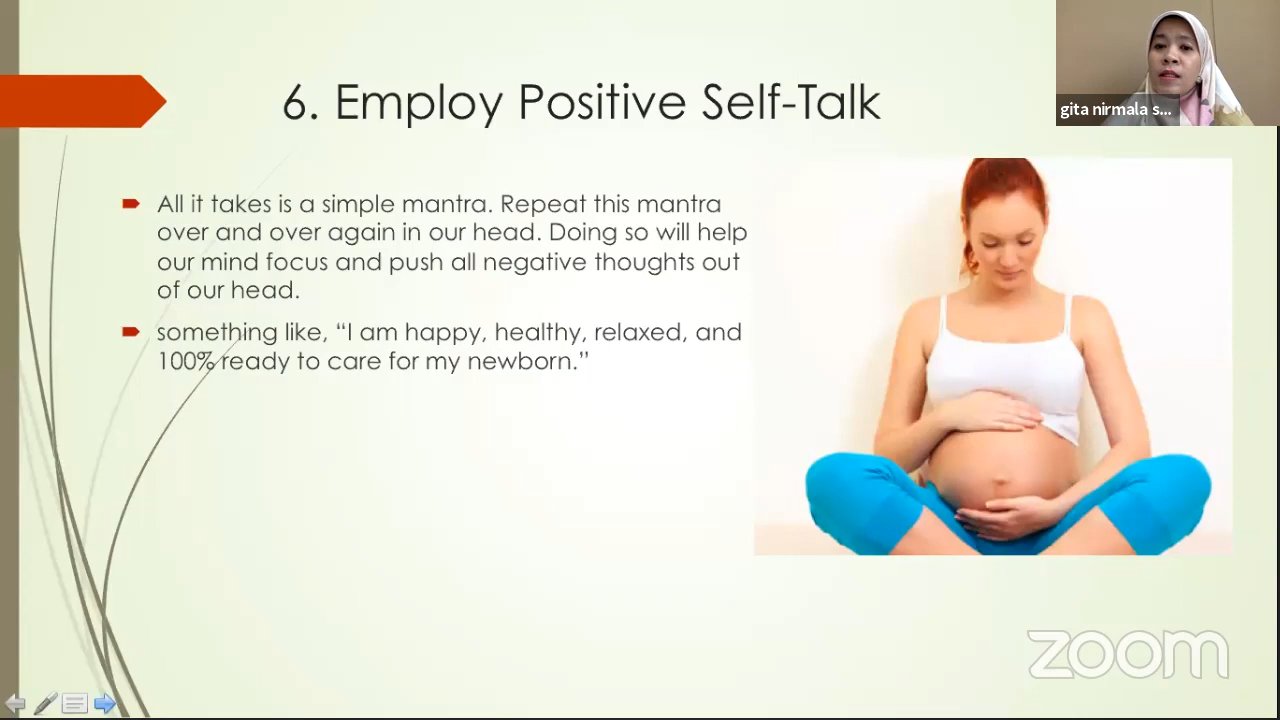 6. Employ Positive Self-Talk
gita nirmala s...
All it takes is a simple mantra. Repeat this mantra
over and over again in our head. Doing so will help
our mind focus and push all negative thoughts out
of our head.
something like, “I am happy, healthy, relaxed, and
100% ready to care for my newborn.”
zoom